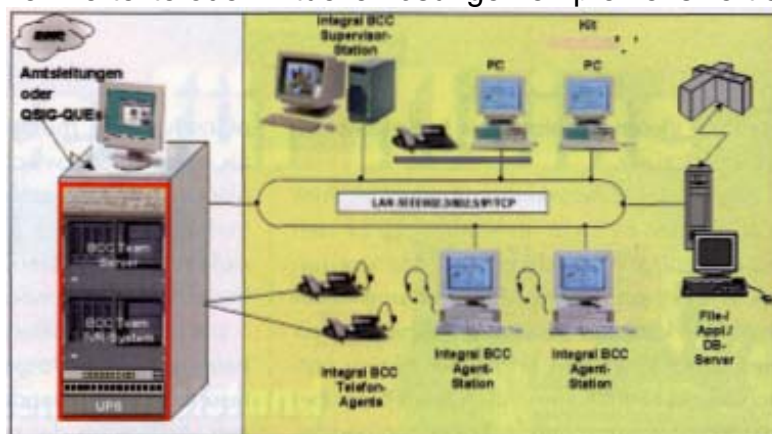 Integral BCC
Supervisor-
Station
Kit
PC
PC
Amtsleitungen
oder
QSIG-QUEs
BCC Team
Server
BCC Team
IVR-System
Integral BCC
Telefon-
Agents
Integral BCC
Agent-
Station
Integral BCC
Agent-
Station
File-/
Appl./
DB-
Server